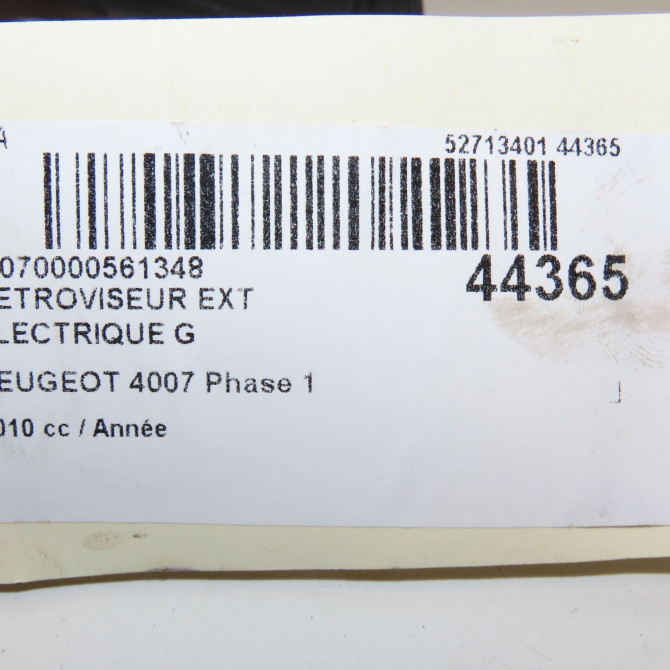 A
52713401 44365
070000561348
44365
ETROVISEUR EXT
LECTRIQUE G
EUGEOT 4007 Phase 1
010 cc / Année